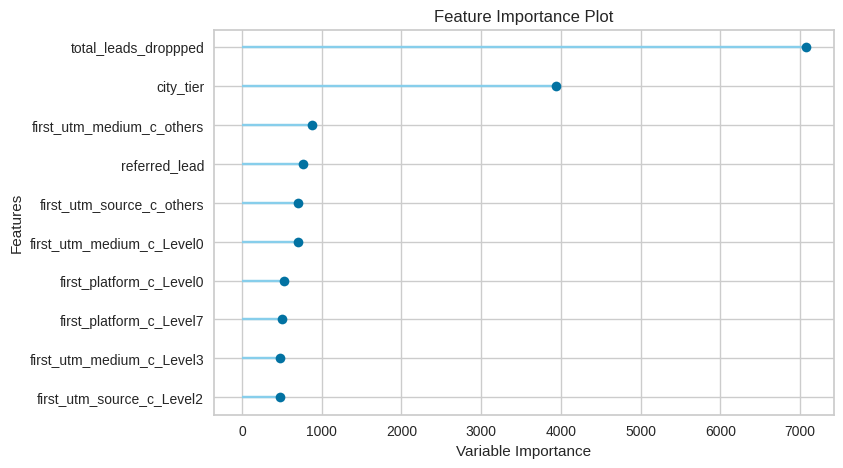 Feature Importance Plot
total_leads_droppped
city_tier
first_utm_medium_c_others
referred_lead
first_utm_source_c_others
first_utm_medium_c_Level0
first_platform_c_Level0
first_platform_c_Level7
first_utm_medium_c_Level3
first_utm_source_c_Level2
Features
0 1000 2000 3000 4000 5000 6000 7000
Variable Importance